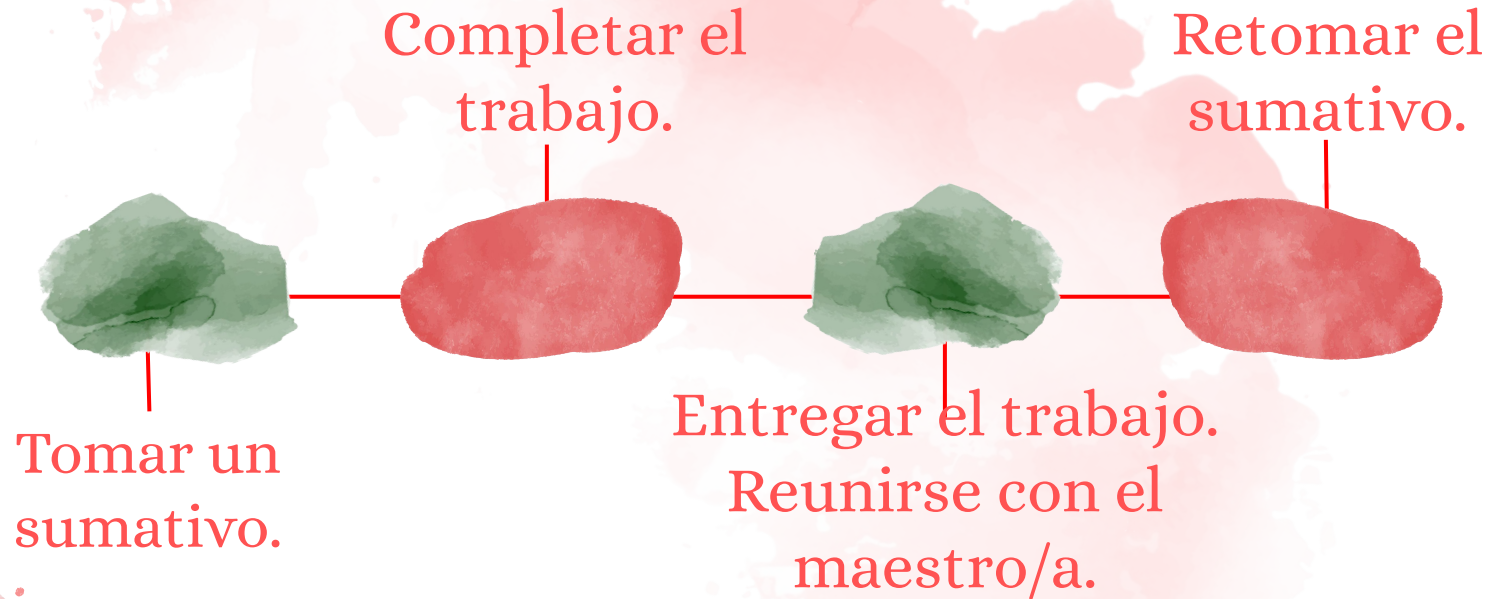 Tomar un
sumativo.
Completar el
trabajo.
Entregar el trabajo.
Reunirse con el
maestro/a.
Retomar el
sumativo.